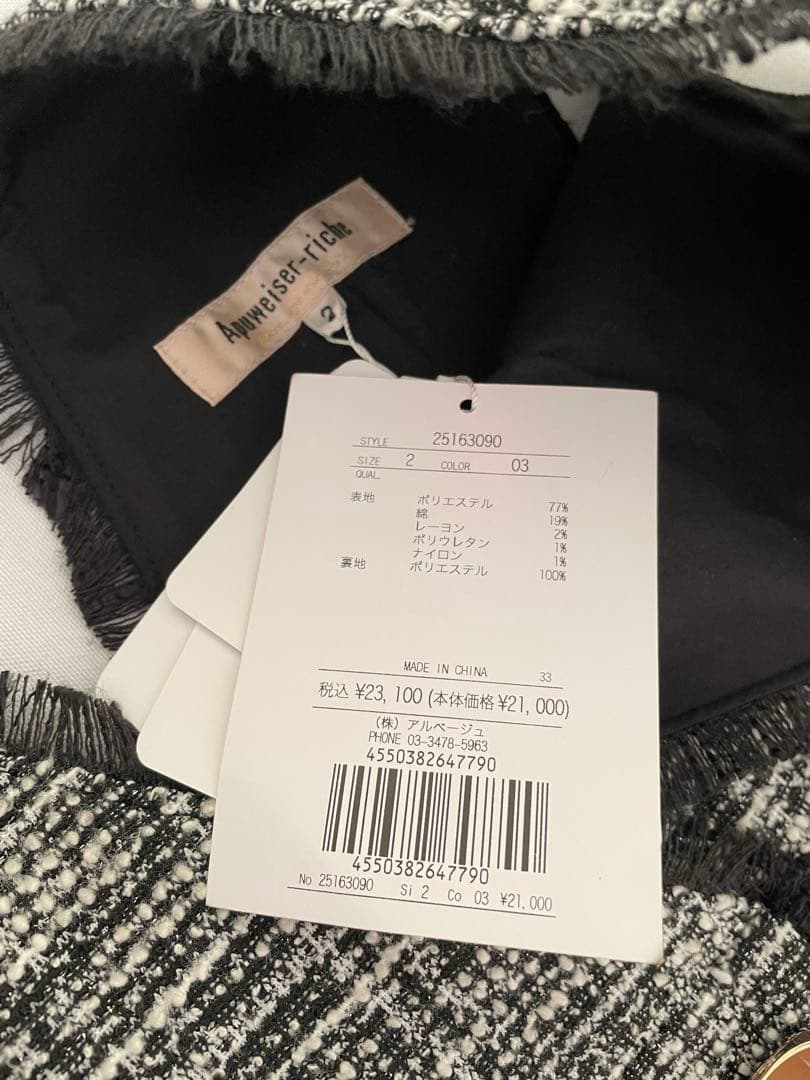 Apuweiser-riche
2
STYLE 25163090
SIZE 2 COLOR 03
QUAL
表地 ポリエステル 77%
綿 19%
レーヨン 2%
ポリウレタン 1%
ナイロン 1%
裏地 ポリエステル 100%
MADE IN CHINA 33
税込 ¥23,100 (本体価格¥21,000)
(株) アルページュ
PHONE 03-3478-5963
4550382647790
4550382647790
No 25163090 Si 2 Co 03 ¥21,000